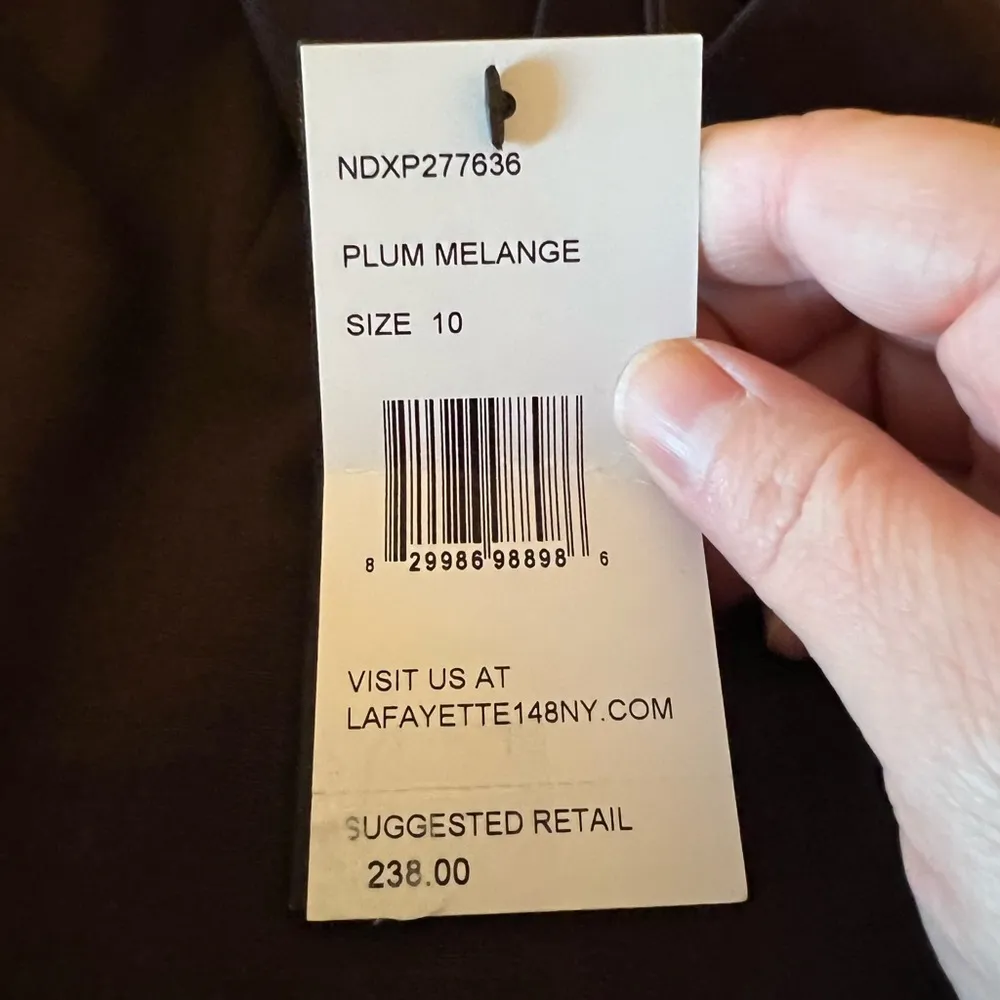 NDXP277636
PLUM MELANGE
SIZE 10
8 29986 98898 6
VISIT US AT
LAFAYETTE148NY.COM
SUGGESTED RETAIL
238.00